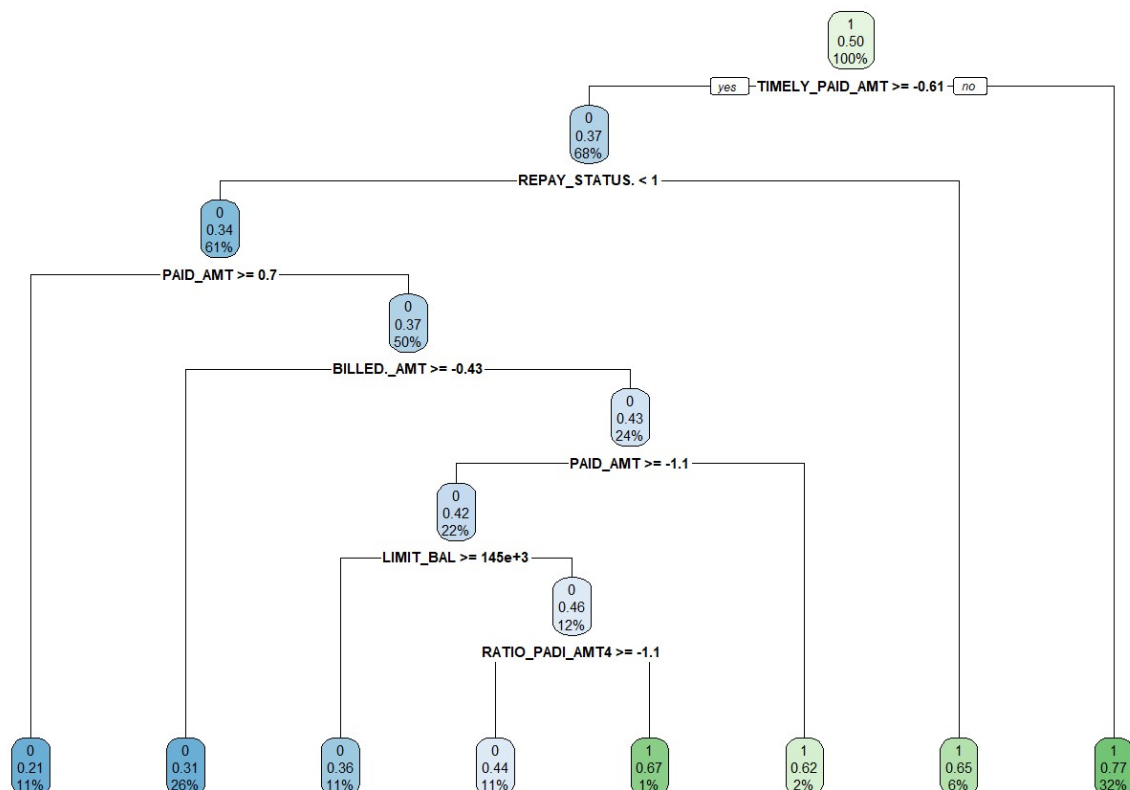 1
0.50
100%
yes TIMELY_PAID_AMT >= -0.61 no
0
0.37
68%
REPAY_STATUS. < 1
0
0.34
61%
PAID_AMT >= 0.7
0
0.37
50%
BILLED._AMT >= -0.43
0
0.43
24%
PAID_AMT >= -1.1
0
0.42
22%
LIMIT_BAL >= 145e+3
0
0.46
12%
RATIO_PADI_AMT4 >= -1.1
0 0 0 0 1 1 1 1
0.21 0.31 0.36 0.44 0.67 0.62 0.65 0.77
11% 26% 11% 11% 1% 2% 6% 32%